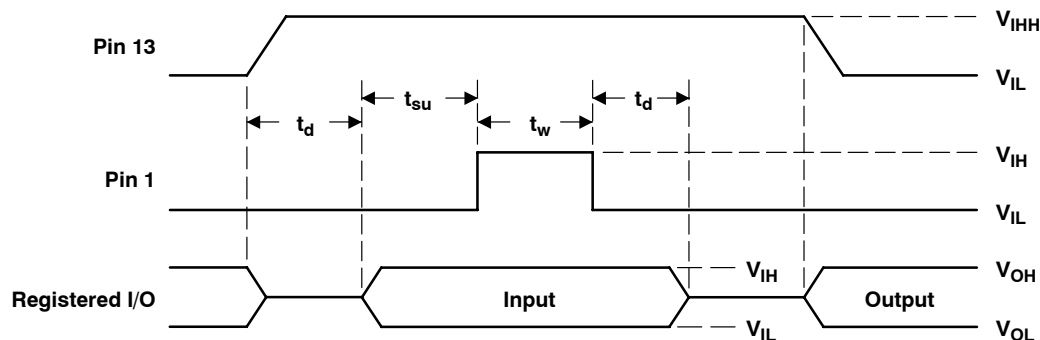 V_IHH
Pin 13
V_IL
t_su
t_d
t_d
t_w
V_IH
Pin 1
V_IL
V_IH
V_OH
Registered I/O
Input
Output
V_IL
V_OL